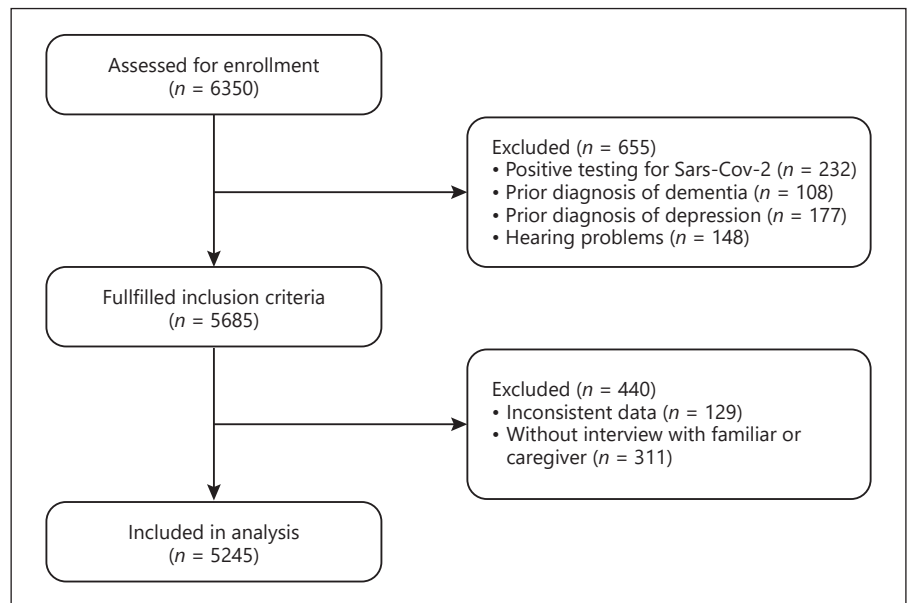 Assessed for enrollment
(n = 6350)
Excluded (n = 655)
• Positive testing for Sars-Cov-2 (n = 232)
• Prior diagnosis of dementia (n = 108)
• Prior diagnosis of depression (n = 177)
• Hearing problems (n = 148)
Fullfilled inclusion criteria
(n = 5685)
Excluded (n = 440)
• Inconsistent data (n = 129)
• Without interview with familiar or
caregiver (n = 311)
Included in analysis
(n = 5245)